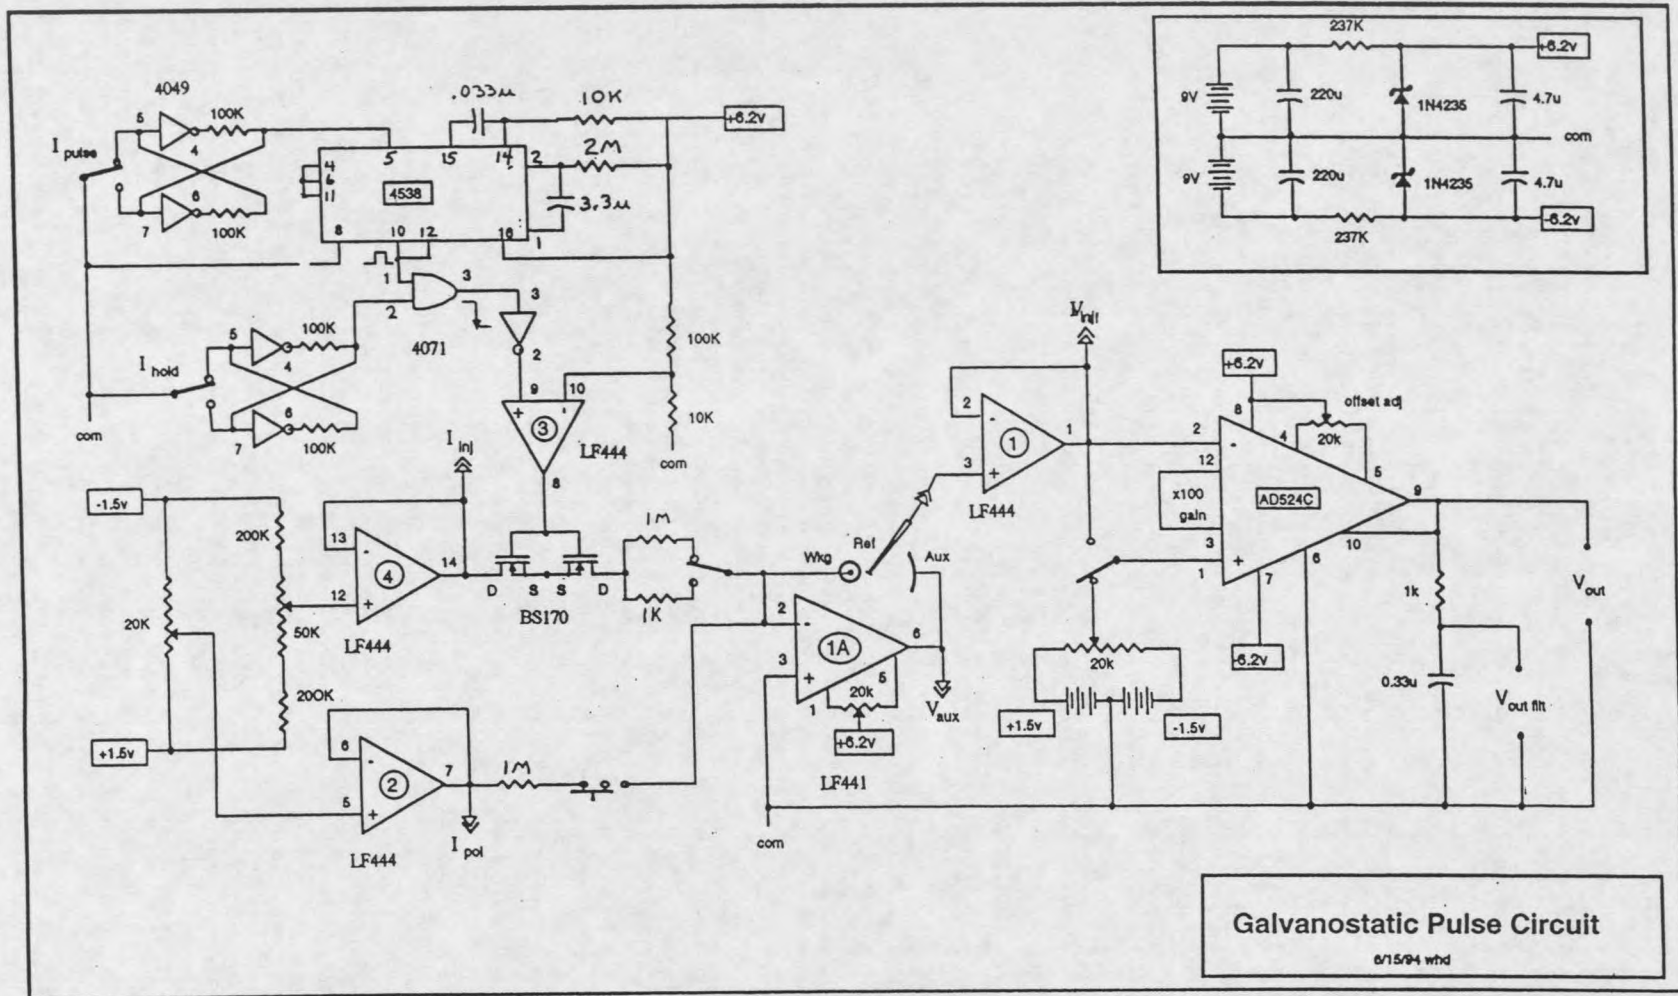 4049
5
100K
4
I pulse
6
7
100K
.033u
10K
+6.2v
5
15
14
2
2M
4
6
11
4538
3.3u
8
10
12
16
1
1
3
2
4071
3
2
I hold
5
100K
4
6
7
100K
com
100K
10K
com
9
10
+
-
3
LF444
8
I inj
-1.5v
200K
20K
50K
200K
+1.5v
13
-
4
14
12
+
LF444
D
S
S
D
BS170
1M
1K
6
-
2
7
5
+
LF444
I pol
1M
Wkg
Ref
Aux
2
-
1A
6
3
+
5
1
20k
+6.2v
LF441
V aux
com
2
-
1
1
3
+
LF444
+6.2v
8
offset adj
20k
4
5
2
-
12
x100
gain
AD524C
9
3
+
1
10
6
7
-6.2v
20k
+1.5v
-1.5v
1k
0.33u
V out
V out filt
237K
+6.2v
9V
220u
1N4235
4.7u
com
9V
220u
1N4235
4.7u
-6.2v
237K
Galvanostatic Pulse Circuit
6/15/94 whd